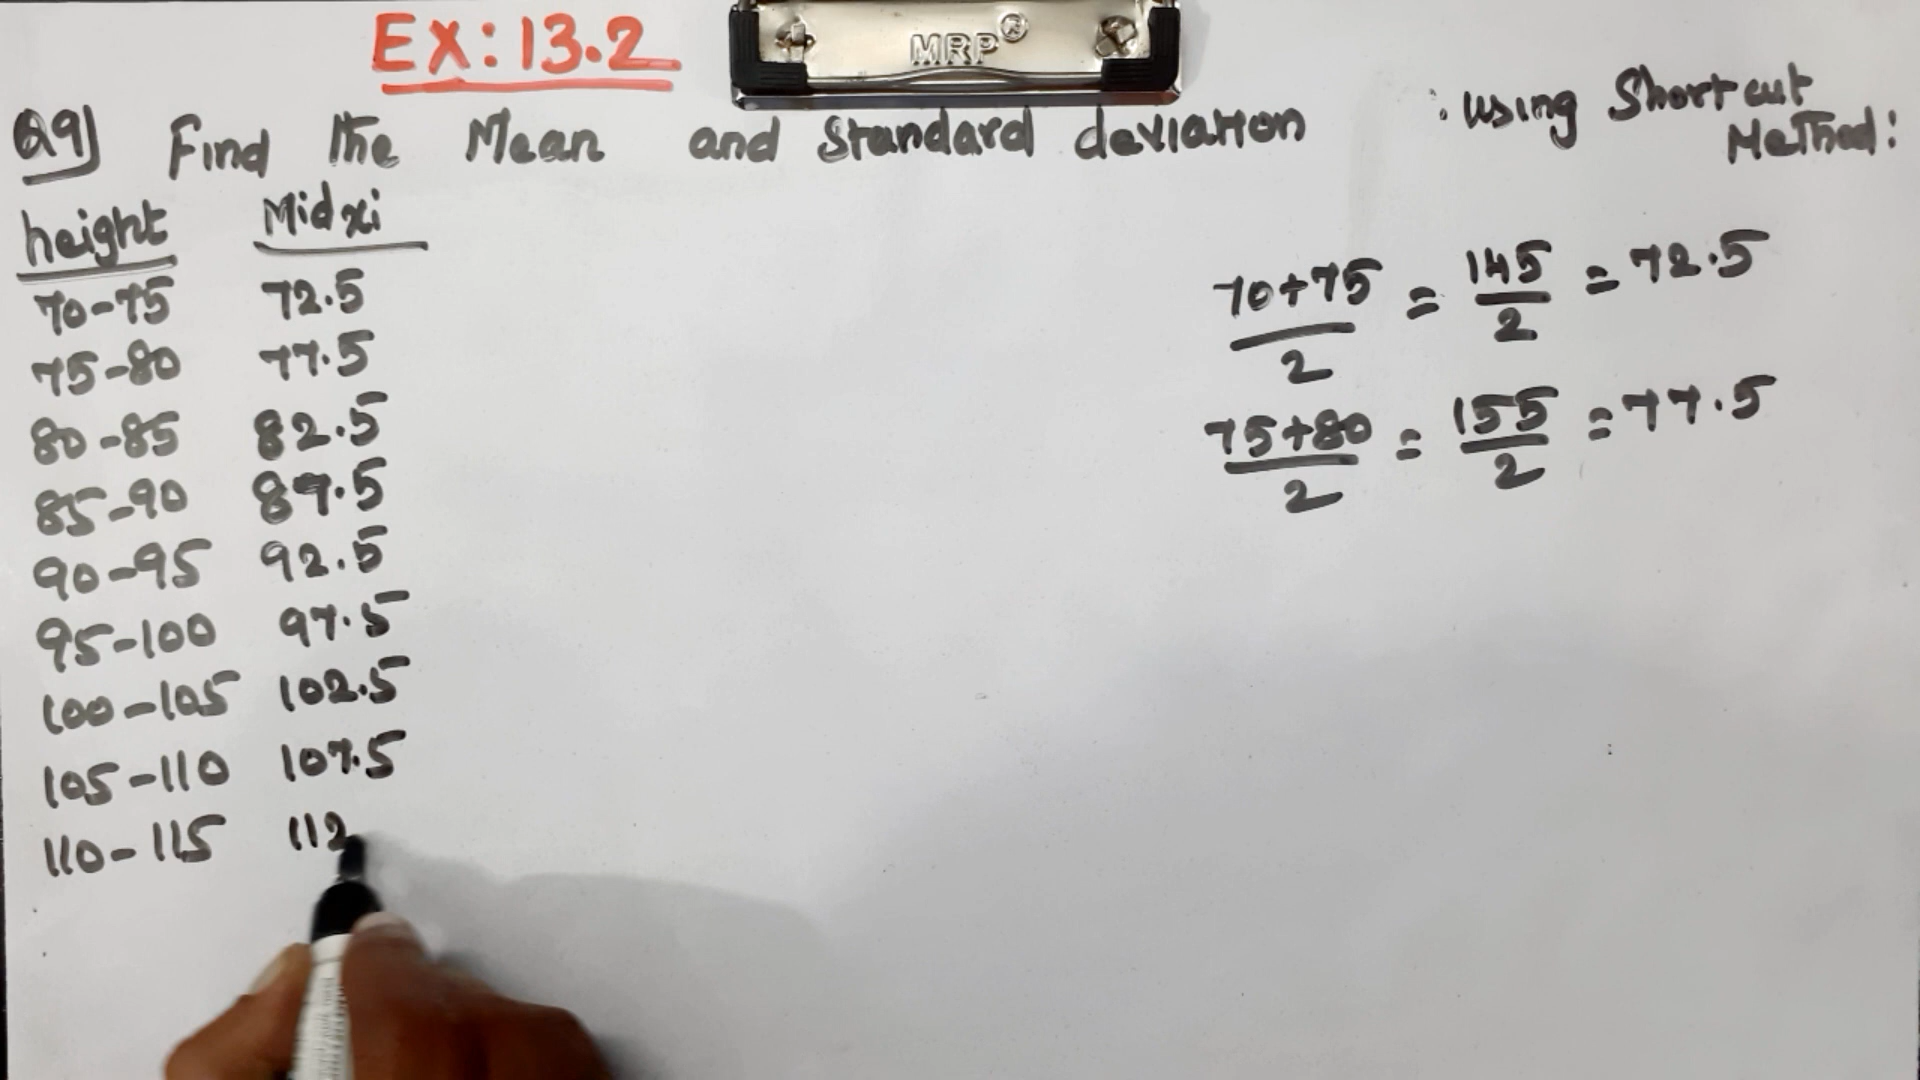 EX: 13.2
MRP®
Q9) Find the Mean and Standard deviation : using Short cut Method:
height Mid xi
70-75 72.5
75-80 77.5
80-85 82.5
85-90 87.5
90-95 92.5
95-100 97.5
100-105 102.5
105-110 107.5
110-115 112
70+75/2 = 145/2 = 72.5
75+80/2 = 155/2 = 77.5